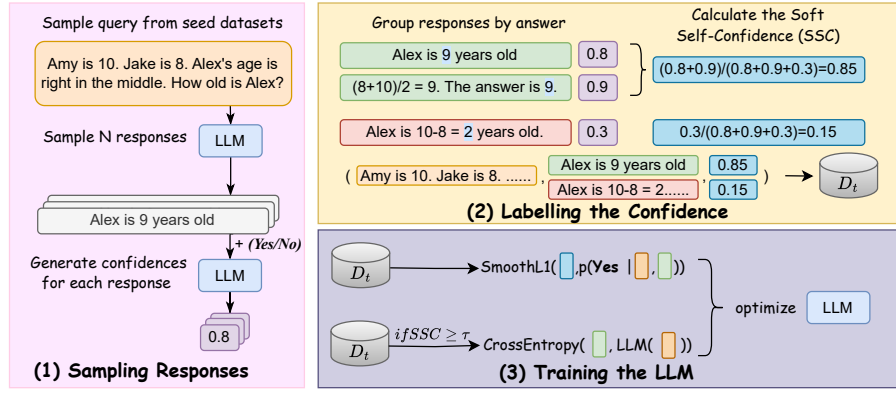 Sample query from seed datasets
Amy is 10. Jake is 8. Alex's age is
right in the middle. How old is Alex?
Sample N responses
LLM
Alex is 9 years old
+ (Yes/No)
Generate confidences
for each response
LLM
0.8
(1) Sampling Responses
Group responses by answer
Calculate the Soft
Self-Confidence (SSC)
Alex is 9 years old
0.8
(8+10)/2 = 9. The answer is 9.
0.9
(0.8+0.9)/(0.8+0.9+0.3)=0.85
Alex is 10-8 = 2 years old.
0.3
0.3/(0.8+0.9+0.3)=0.15
( Amy is 10. Jake is 8. ...... , Alex is 9 years old , 0.85 )
Alex is 10-8 = 2...... 0.15
D_t
(2) Labelling the Confidence
D_t
SmoothL1( ,p(Yes | , ))
optimize
LLM
D_t
ifSSC ≥ τ
CrossEntropy( , LLM( ))
(3) Training the LLM